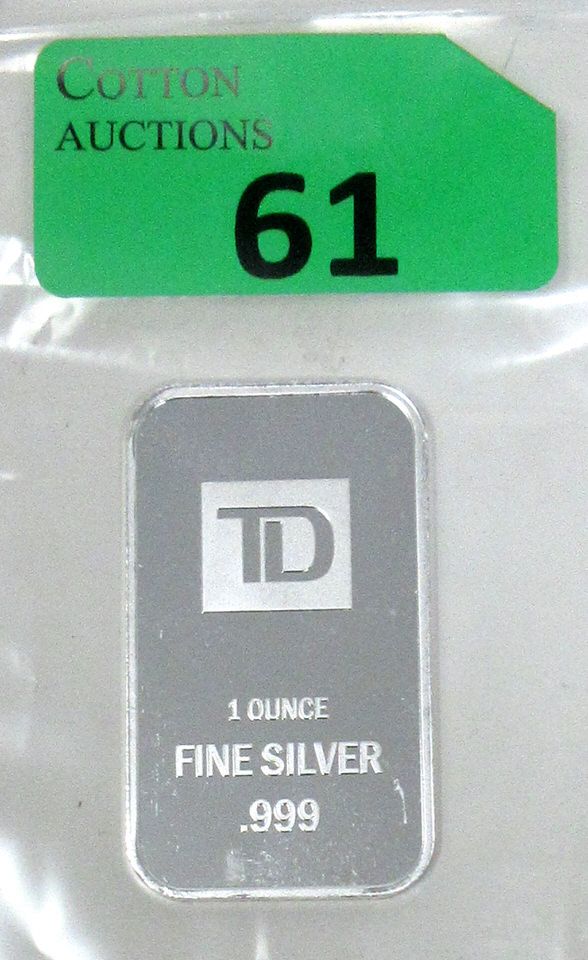 COTTON
AUCTIONS
61
TD
1 OUNCE
FINE SILVER
.999